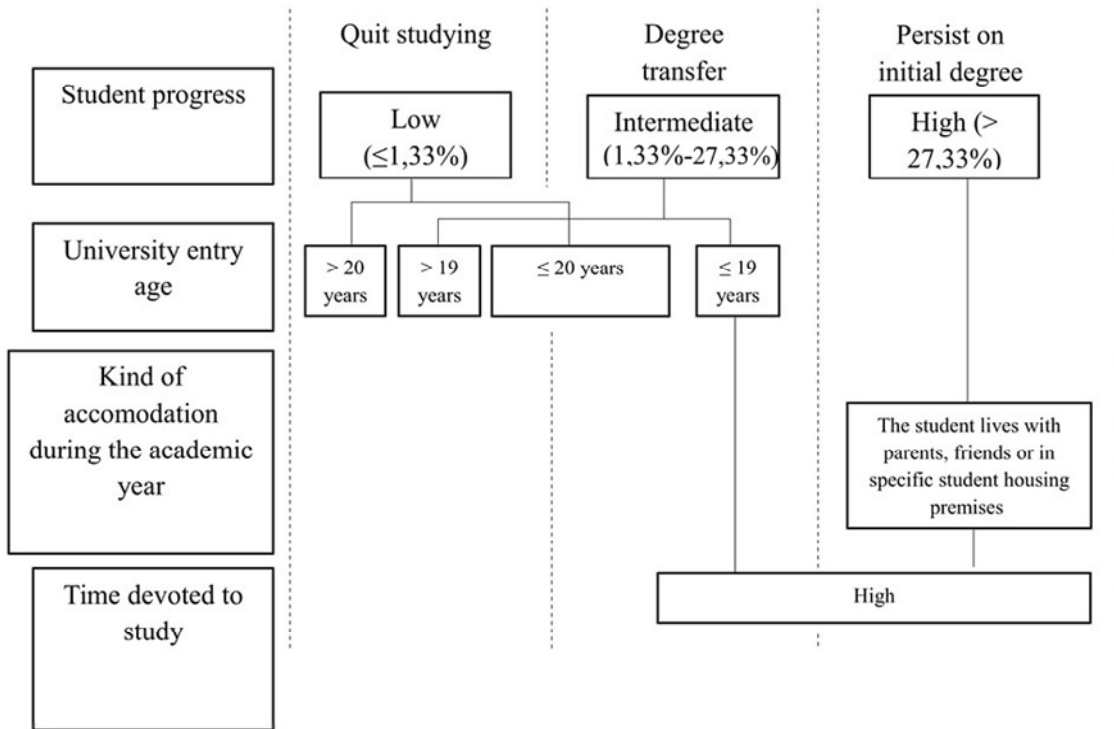 Quit studying
Degree
transfer
Persist on
initial degree
Student progress
Low
(≤1,33%)
Intermediate
(1,33%-27,33%)
High (>
27,33%)
University entry
age
> 20
years
> 19
years
≤ 20 years
≤ 19
years
Kind of
accomodation
during the academic
year
The student lives with
parents, friends or in
specific student housing
premises
Time devoted to
study
High